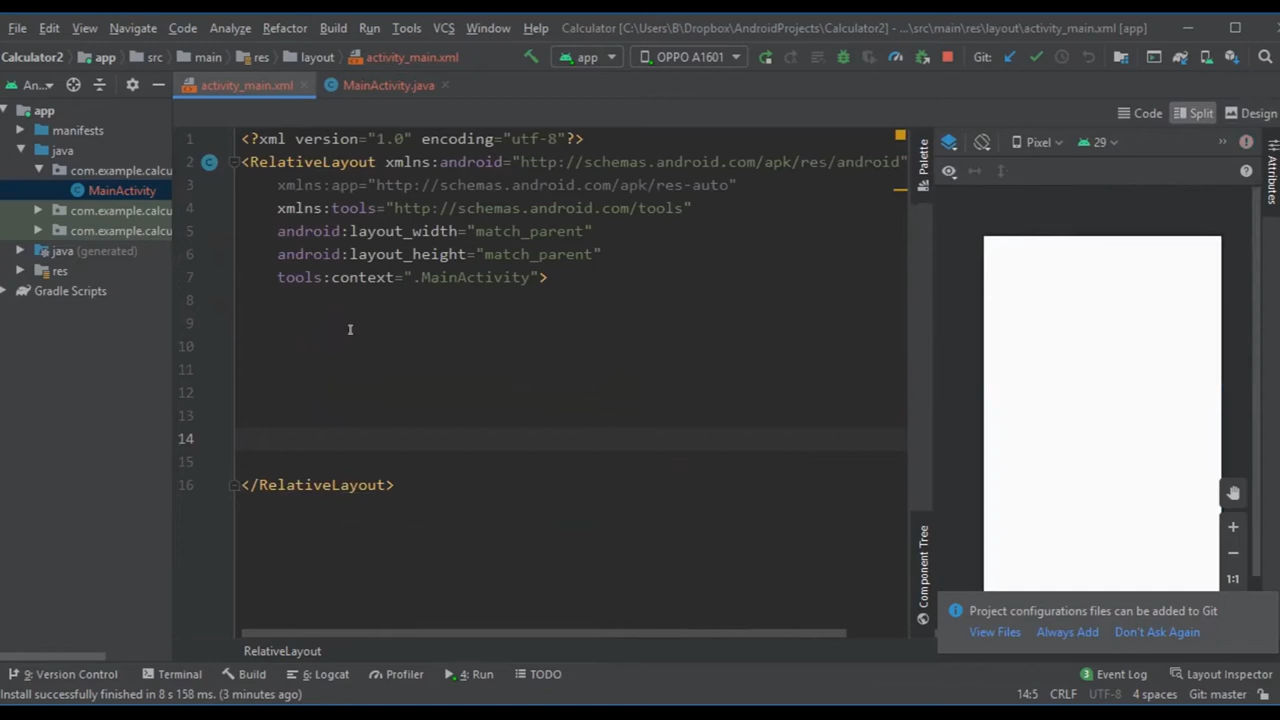 File Edit View Navigate Code Analyze Refactor Build Run Tools VCS Window Help Calculator [C:\Users\B\Dropbox\AndroidProjects\Calculator2] - ...\src\main\res\layout\activity_main.xml [app]
Calculator2 app src main res layout activity_main.xml app OPPO A1601 Git:
An... activity_main.xml MainActivity.java
Code Split Design
app
manifests
java
com.example.calcu
MainActivity
com.example.calcu
com.example.calcu
java (generated)
res
Gradle Scripts
1 <?xml version="1.0" encoding="utf-8"?>
2 <RelativeLayout xmlns:android="http://schemas.android.com/apk/res/android"
3 xmlns:app="http://schemas.android.com/apk/res-auto"
4 xmlns:tools="http://schemas.android.com/tools"
5 android:layout_width="match_parent"
6 android:layout_height="match_parent"
7 tools:context=".MainActivity">
8
9
10
11
12
13
14
15
16 </RelativeLayout>
RelativeLayout
Palette
Component Tree
Pixel 29
Attributes
1:1
Project configurations files can be added to Git
View Files Always Add Don't Ask Again
9: Version Control Terminal Build 6: Logcat Profiler 4: Run TODO 3 Event Log Layout Inspector
Install successfully finished in 8 s 158 ms. (3 minutes ago) 14:5 CRLF UTF-8 4 spaces Git: master